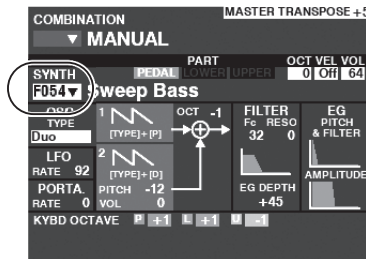 MASTER TRANSPOSE +5
COMBINATION
▼ MANUAL
PART
OCT VEL VOL
SYNTH
PEDAL LOWER UPPER
0 Off 64
F054▼ Sweep Bass
OSC
TYPE
Duo
1
[TYPE]+[P]
OCT -1
FILTER
Fc RESO
32 0
EG
PITCH
& FILTER
LFO
RATE 92
2
[TYPE]+[D]
AMPLITUDE
PORTA.
RATE 0
PITCH -12
VOL 0
EG DEPTH
+45
KYBD OCTAVE P +1 L +1 U -1